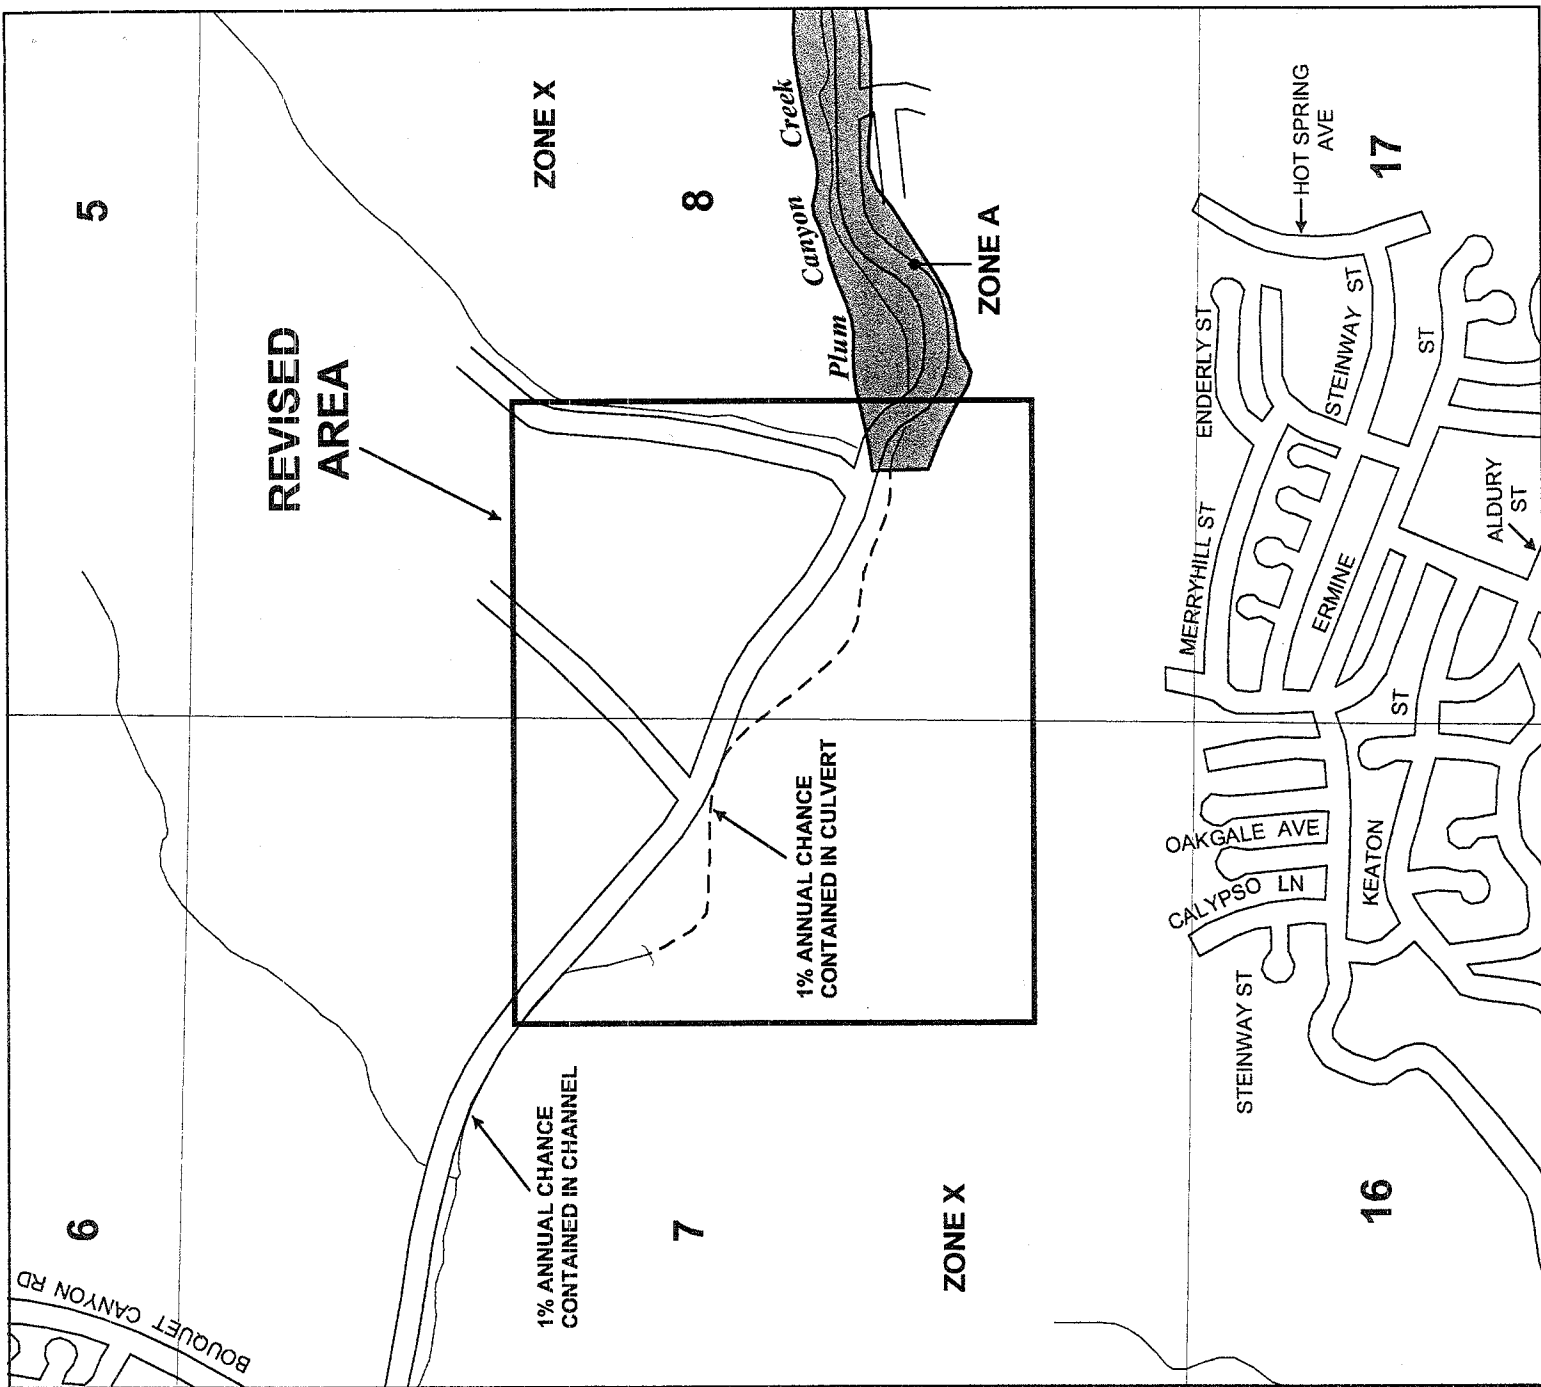 5
6
ZONE X
REVISED
AREA
8
Plum Canyon Creek
ZONE A
1% ANNUAL CHANCE
CONTAINED IN CULVERT
1% ANNUAL CHANCE
CONTAINED IN CHANNEL
7
ZONE X
BOUQUET CANYON RD
HOT SPRING
AVE
17
ENDERLY ST
STEINWAY ST
ST
MERRYHILL ST
ERMINE
ALDURY
ST
ST
OAKGALE AVE
CALYPSO LN
KEATON
STEINWAY ST
16